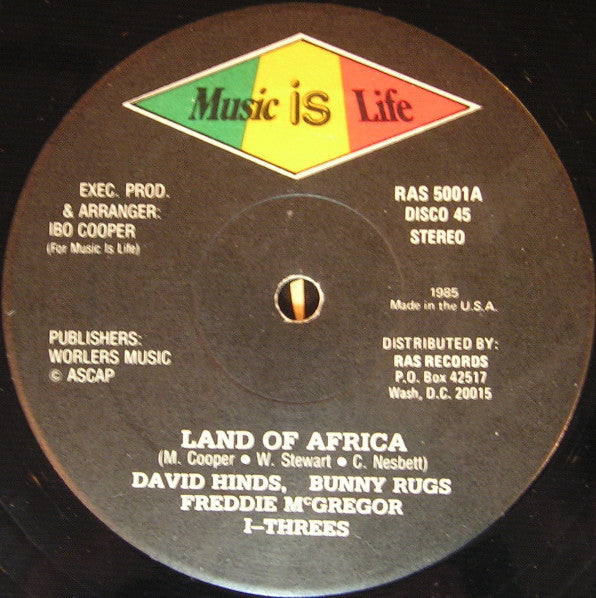 Music is Life
EXEC. PROD.
& ARRANGER:
IBO COOPER
(For Music Is Life)
RAS 5001A
DISCO 45
STEREO
1985
Made in the U.S.A.
PUBLISHERS:
WORLERS MUSIC
© ASCAP
DISTRIBUTED BY:
RAS RECORDS
P.O. Box 42517
Wash, D.C. 20015
LAND OF AFRICA
(M. Cooper ● W. Stewart ● C. Nesbett)
DAVID HINDS, BUNNY RUGS
FREDDIE McGREGOR
I–THREES